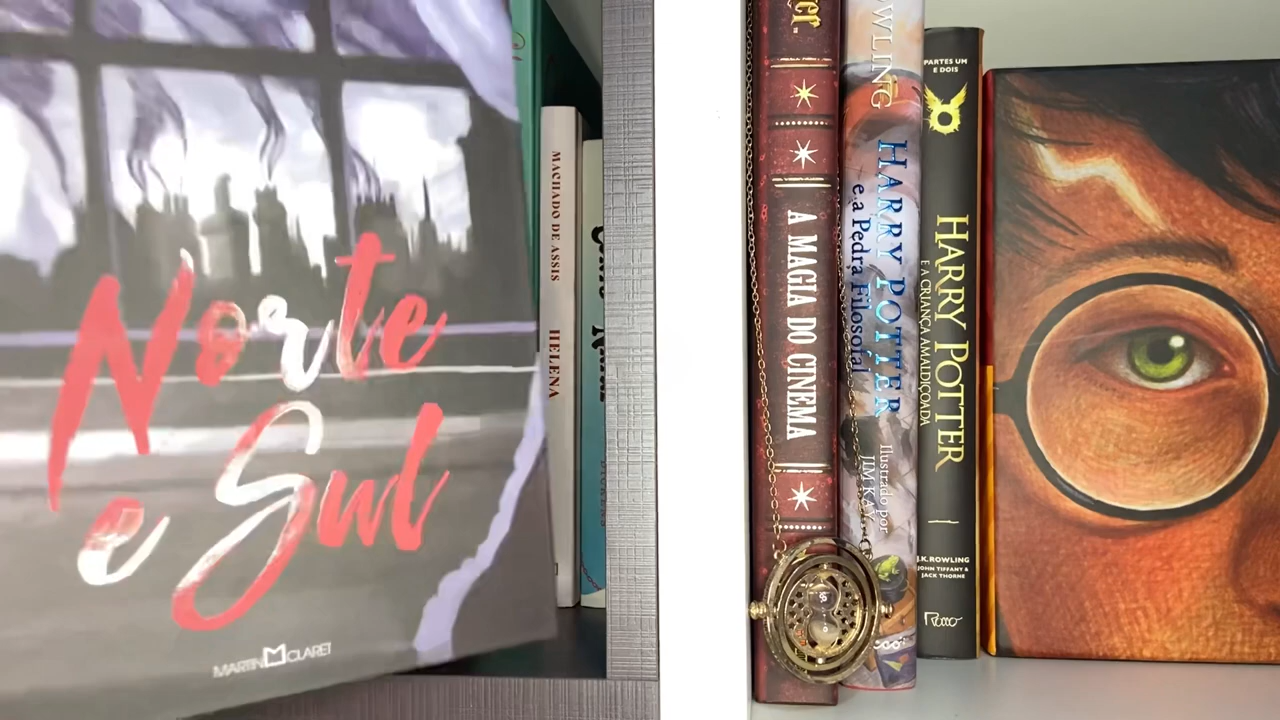 Norte
e Sul
MARTIN CLARET
MACHADO DE ASSIS
HELENA
A MAGIA DO CINEMA
WLING
HARRY POTTER
e a Pedra Filosofal
Ilustrado por
JIM KAY
PARTES UM
E DOIS
HARRY POTTER
E A CRIANÇA AMALDIÇOADA
J.K. ROWLING
JOHN TIFFANY &
JACK THORNE
Rocco